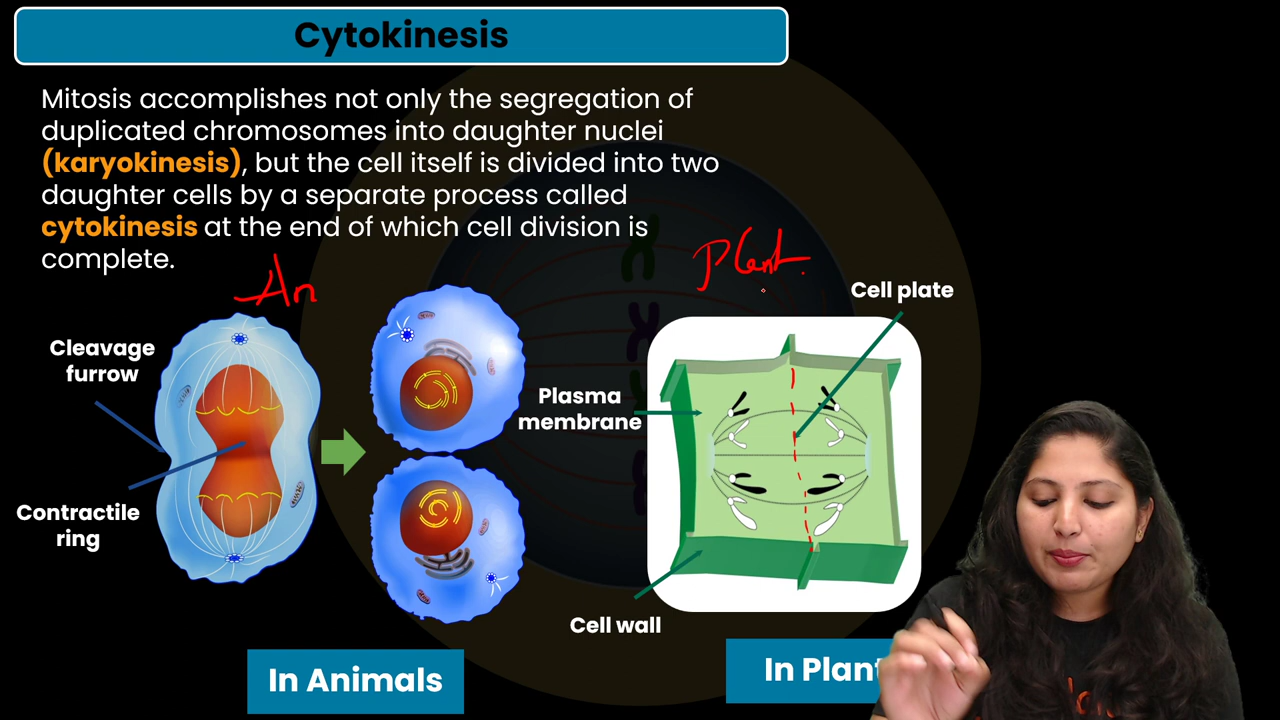 Cytokinesis
Mitosis accomplishes not only the segregation of
duplicated chromosomes into daughter nuclei
(karyokinesis), but the cell itself is divided into two
daughter cells by a separate process called
cytokinesis at the end of which cell division is
complete.
An
Plant
Cell plate
Cleavage
furrow
Plasma
membrane
Contractile
ring
Cell wall
In Animals
In Plant